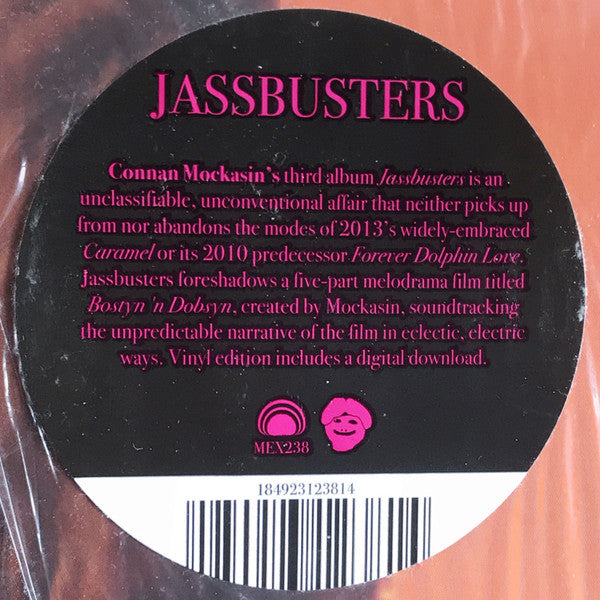 JASSBUSTERS
Connan Mockasin's third album Jassbusters is an
unclassifiable, unconventional affair that neither picks up
from nor abandons the modes of 2013's widely-embraced
Caramel or its 2010 predecessor Forever Dolphin Love.
Jassbusters foreshadows a five-part melodrama film titled
Bostyn 'n Dobsyn, created by Mockasin, soundtracking
the unpredictable narrative of the film in eclectic, electric
ways. Vinyl edition includes a digital download.
MEX238
184923123814